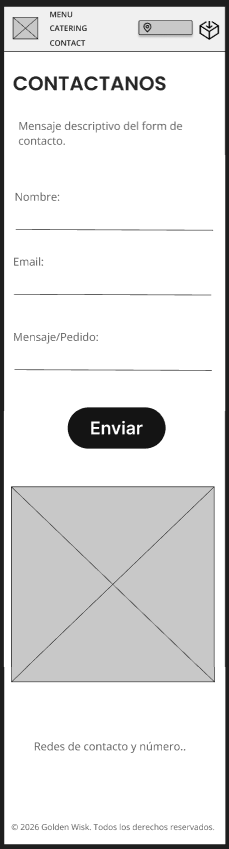 MENU
CATERING
CONTACT
CONTACTANOS
Mensaje descriptivo del form de
contacto.
Nombre:
Email:
Mensaje/Pedido:
Enviar
Redes de contacto y número..
© 2026 Golden Wisk. Todos los derechos reservados.